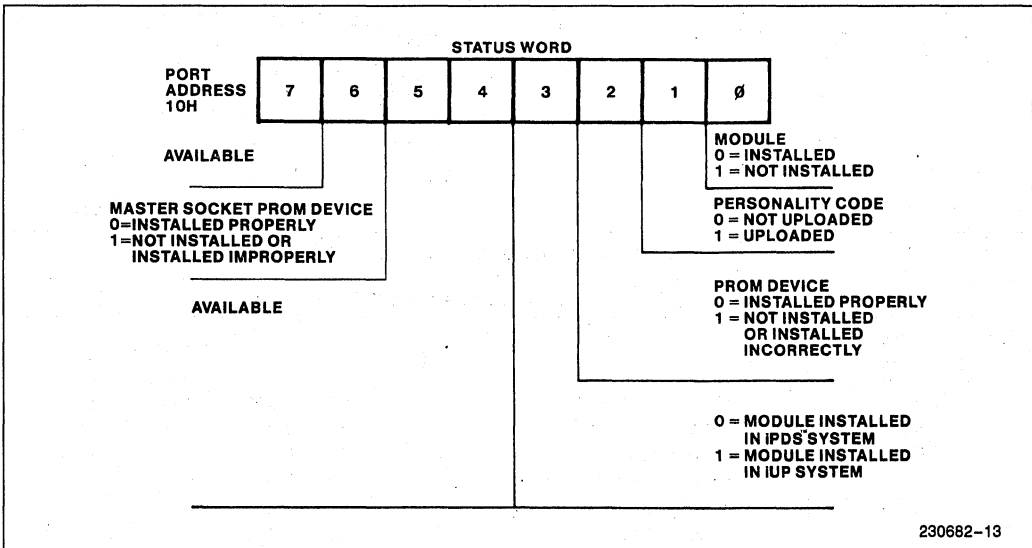 STATUS WORD
PORT
ADDRESS
10H
7 6 5 4 3 2 1 Ø
AVAILABLE
MASTER SOCKET PROM DEVICE
0=INSTALLED PROPERLY
1=NOT INSTALLED OR
INSTALLED IMPROPERLY
AVAILABLE
MODULE
0 = INSTALLED
1 = NOT INSTALLED
PERSONALITY CODE
0 = NOT UPLOADED
1 = UPLOADED
PROM DEVICE
0 = INSTALLED PROPERLY
1 = NOT INSTALLED
OR INSTALLED
INCORRECTLY
0 = MODULE INSTALLED
IN iPDS™ SYSTEM
1 = MODULE INSTALLED
IN iUP SYSTEM
230682-13